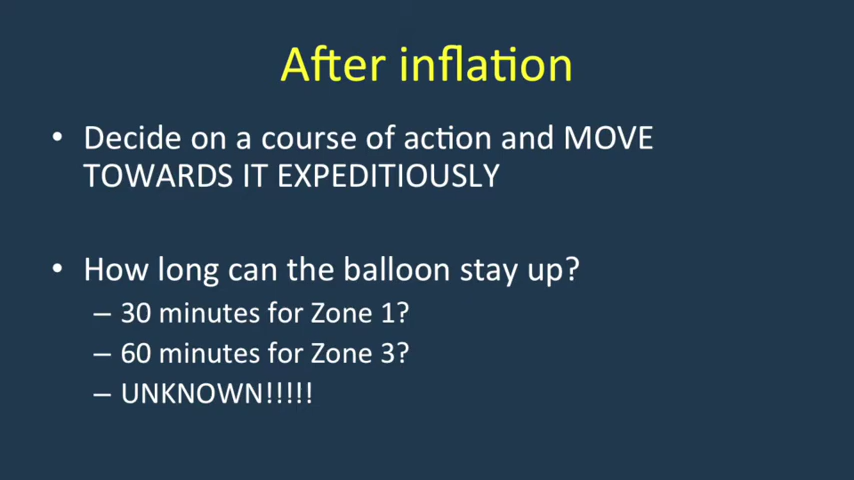 After inflation
• Decide on a course of action and MOVE
TOWARDS IT EXPEDITIOUSLY
• How long can the balloon stay up?
– 30 minutes for Zone 1?
– 60 minutes for Zone 3?
– UNKNOWN!!!!!